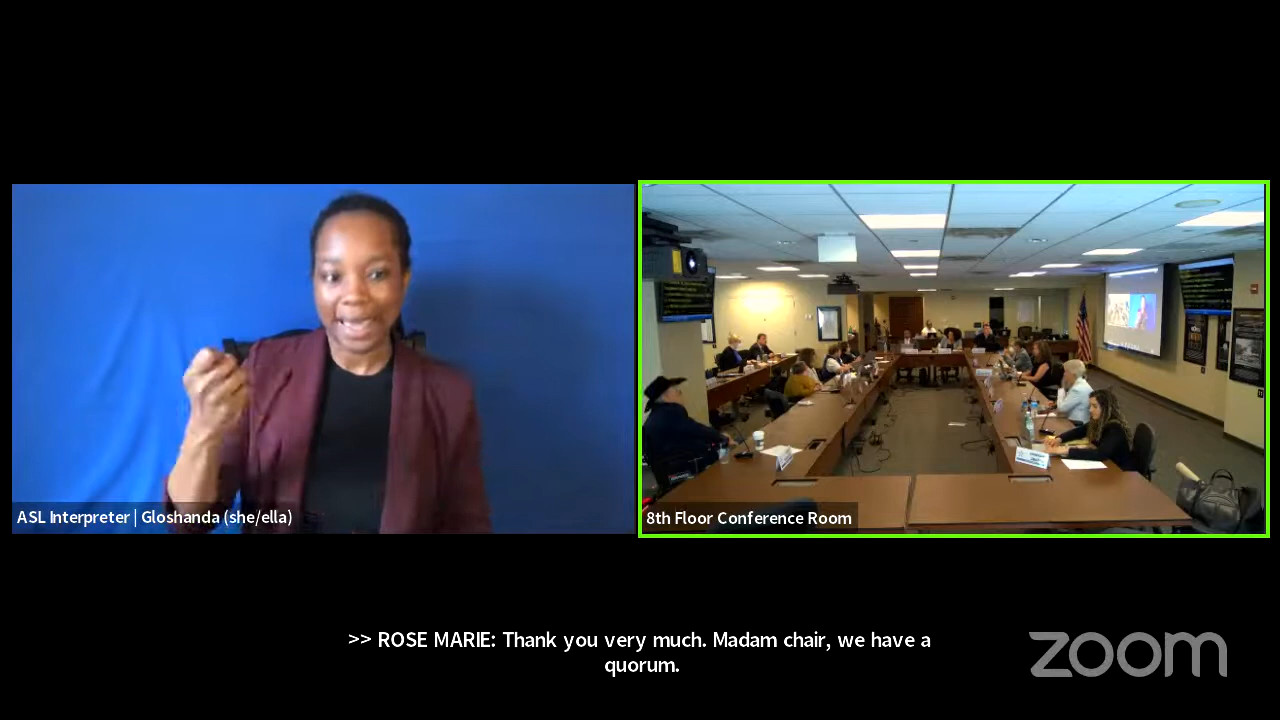 ASL Interpreter | Gloshanda (she/ella)
8th Floor Conference Room
>> ROSE MARIE: Thank you very much. Madam chair, we have a
quorum.
zoom